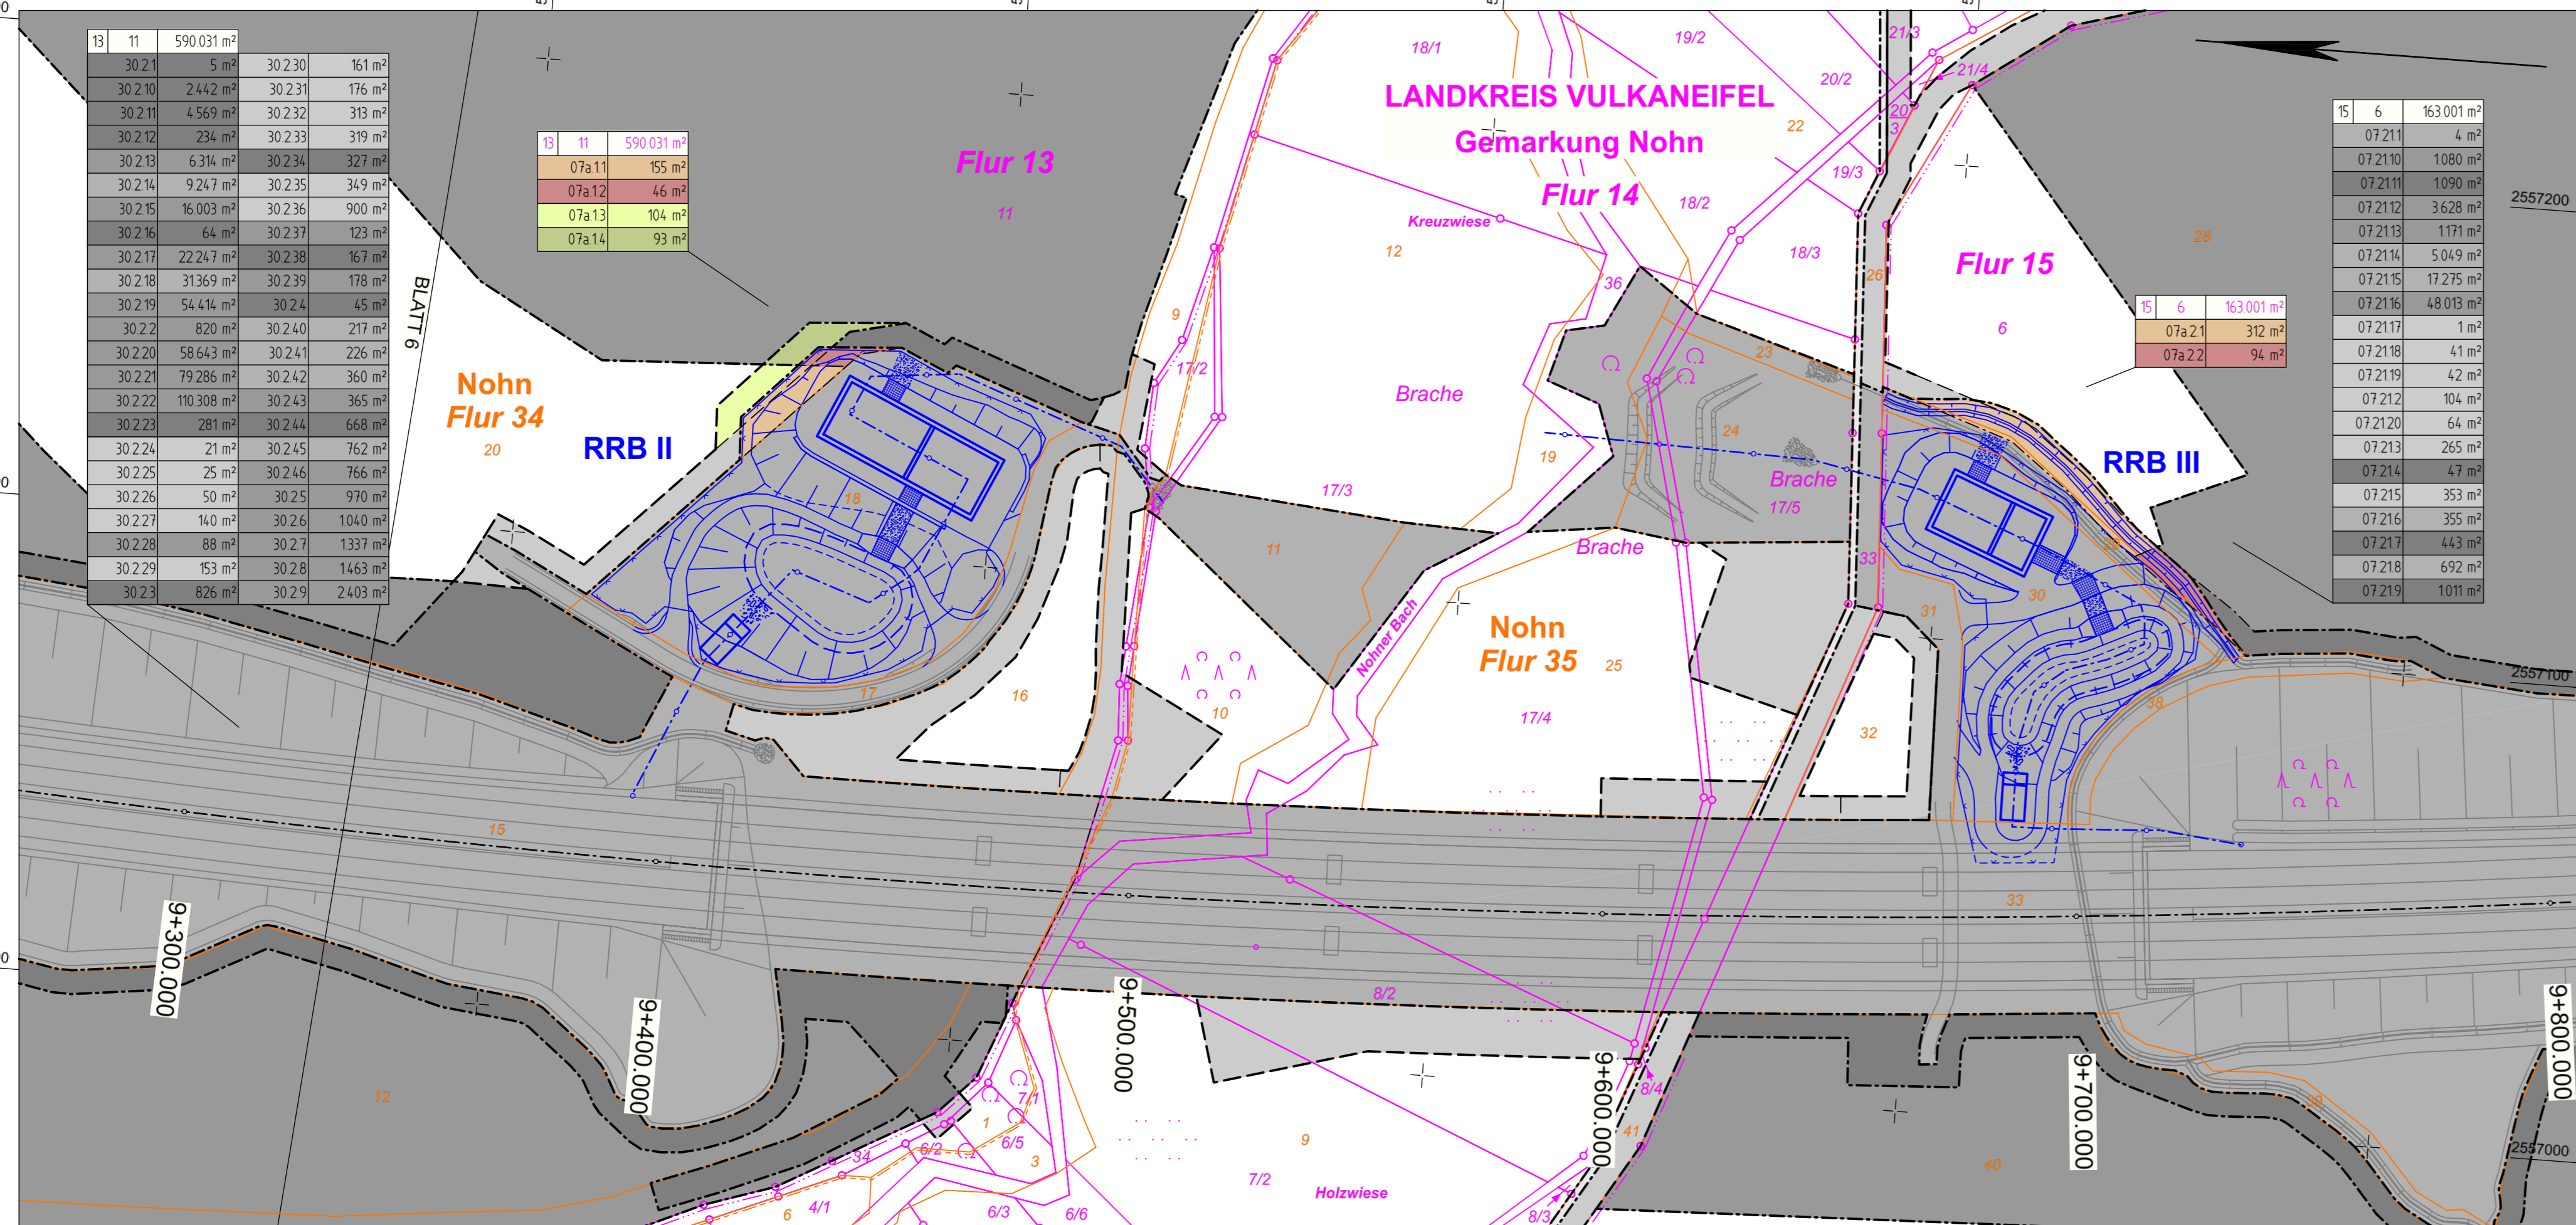 13 11 590.031 m²
30.2.1 5 m² 30.2.30 161 m²
30.2.10 2.442 m² 30.2.31 176 m²
30.2.11 4.569 m² 30.2.32 313 m²
30.2.12 234 m² 30.2.33 319 m²
30.2.13 6.314 m² 30.2.34 327 m²
30.2.14 9.247 m² 30.2.35 349 m²
30.2.15 16.003 m² 30.2.36 900 m²
30.2.16 64 m² 30.2.37 123 m²
30.2.17 22.247 m² 30.2.38 167 m²
30.2.18 31.369 m² 30.2.39 178 m²
30.2.19 54.414 m² 30.2.4 45 m²
30.2.2 820 m² 30.2.40 217 m²
30.2.20 58.643 m² 30.2.41 226 m²
30.2.21 79.286 m² 30.2.42 360 m²
30.2.22 110.308 m² 30.2.43 365 m²
30.2.23 281 m² 30.2.44 668 m²
30.2.24 21 m² 30.2.45 762 m²
30.2.25 25 m² 30.2.46 766 m²
30.2.26 50 m² 30.2.5 970 m²
30.2.27 140 m² 30.2.6 1.040 m²
30.2.28 88 m² 30.2.7 1.337 m²
30.2.29 153 m² 30.2.8 1.463 m²
30.2.3 826 m² 30.2.9 2.403 m²
BLATT 6
13 11 590.031 m²
07a.1.1 155 m²
07a.1.2 46 m²
07a.1.3 104 m²
07a.1.4 93 m²
Flur 13
11
LANDKREIS VULKANEIFEL
Gemarkung Nohn
Flur 14
18/1
19/2
20/2
21/3
21/4
20
3
22
19/3
18/2
18/3
Kreuzwiese
12
36
26
Flur 15
6
28
2557200
15 6 163.001 m²
07.2.1.1 4 m²
07.2.1.10 1.080 m²
07.2.1.11 1.090 m²
07.2.1.12 3.628 m²
07.2.1.13 1.171 m²
07.2.1.14 5.049 m²
07.2.1.15 17.275 m²
07.2.1.16 48.013 m²
07.2.1.17 1 m²
07.2.1.18 41 m²
07.2.1.19 42 m²
07.2.1.2 104 m²
07.2.1.20 64 m²
07.2.1.3 265 m²
07.2.1.4 47 m²
07.2.1.5 353 m²
07.2.1.6 355 m²
07.2.1.7 443 m²
07.2.1.8 692 m²
07.2.1.9 1.011 m²
15 6 163.001 m²
07a.2.1 312 m²
07a.2.2 94 m²
Nohn
Flur 34
20
RRB II
18
9
17/2
17/3
Brache
19
23
24
Brache
17/5
Brache
11
RRB III
29
30
31
33
32
38
2557100
17
16
10
Nohner Bach
Nohn
Flur 35
25
17/4
15
33
9+300.000
9+400.000
9+500.000
9+600.000
9+700.000
9+800.000
8/2
8/4
12
7/1
1
6/5
6/2
3
34
4/1
6
6/3
6/6
7/2
9
Holzwiese
8/3
41
40
39
2557000